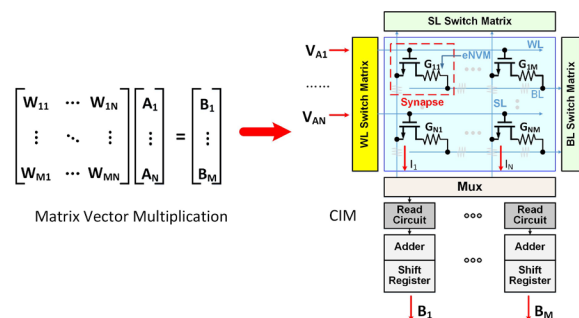 SL Switch Matrix
V_A1
WL
eNVM
G_11
G_1M
Synapse
BL
SL
......
V_AN
G_N1
G_NM
I_1
I_N
WL Switch Matrix
BL Switch Matrix
W_11 ... W_1N
A_1
=
B_1
W_M1 ... W_MN
A_N
B_M
Matrix Vector Multiplication
CIM
Mux
Read
Circuit
Read
Circuit
Adder
Adder
Shift
Register
Shift
Register
B_1
B_M